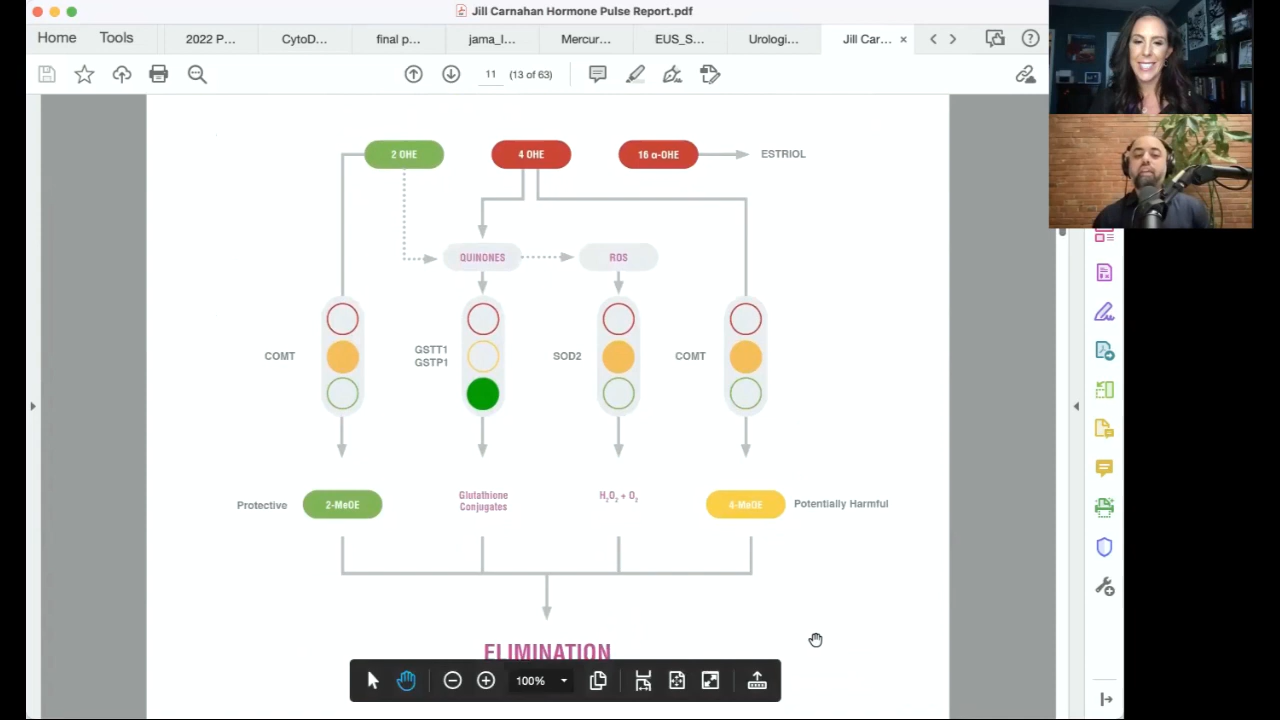 Jill Carnahan Hormone Pulse Report.pdf
Home Tools 2022 P... CytoD... final p... jama_I... Mercur... EUS_S... Urologi... Jill Car... ×
11 (13 of 63)
2 OHE 4 OHE 16 α-OHE ESTRIOL
QUINONES ROS
COMT GSTT1 SOD2 COMT
GSTP1
Protective 2-MeOE Glutathione H2O2 + O2 4-MeOE Potentially Harmful
Conjugates
ELIMINATION
100%